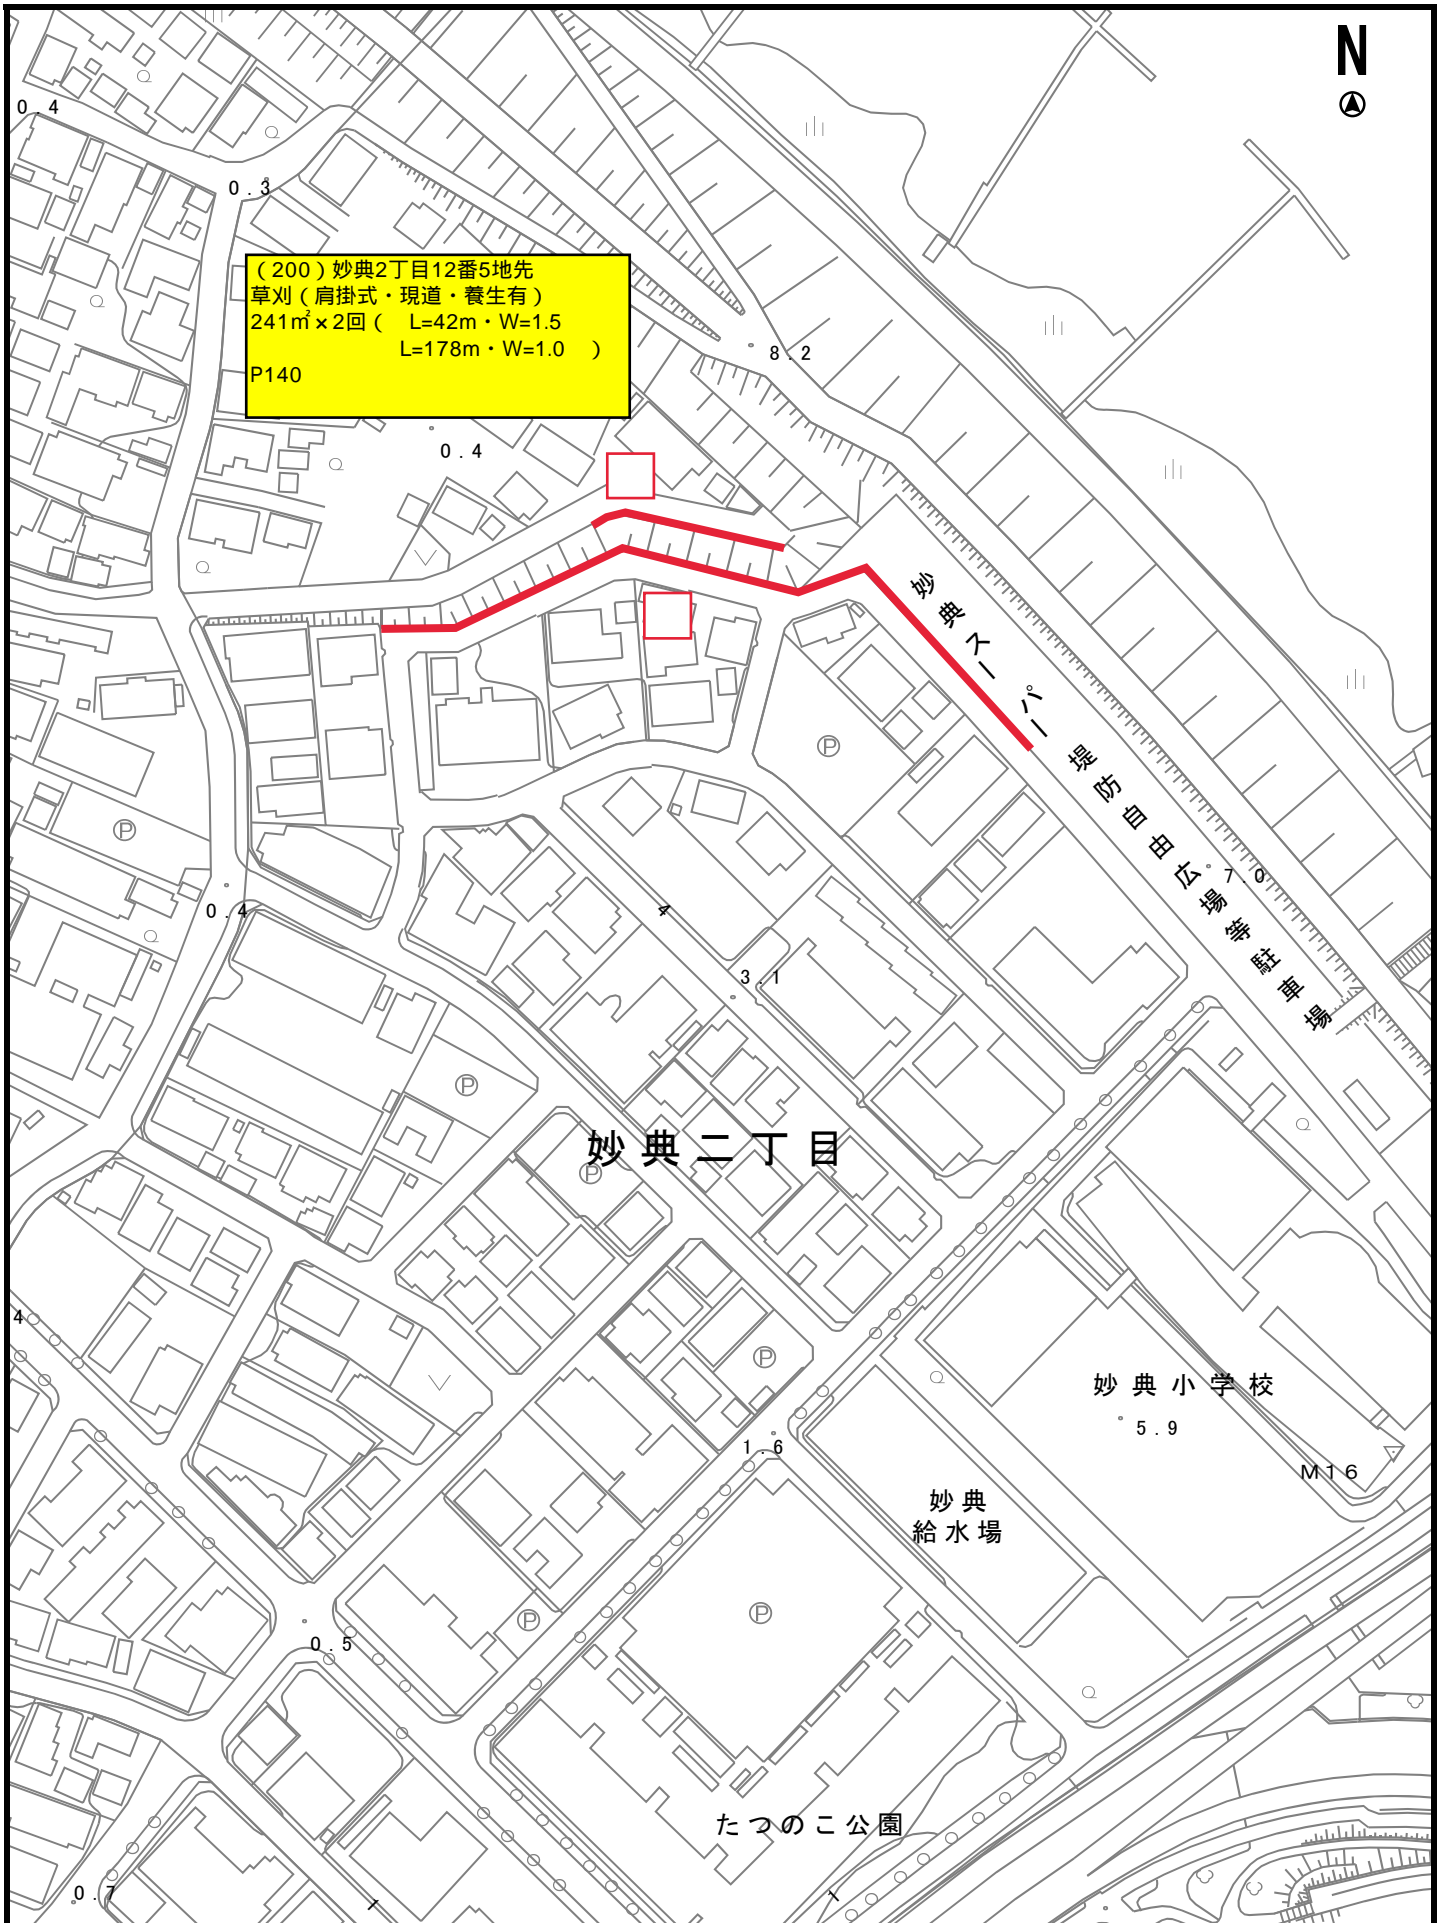 N
0.4
0.3
(200)妙典2丁目12番5地先
草刈(肩掛式・現道・養生有)
241㎡×2回( L=42m・W=1.5
L=178m・W=1.0 )
P140
8.2
0.4
妙典スーパー堤防自由広場等駐車場
P
P
7.0
0.4
4
3.1
P
妙典二丁目
P
4
P
妙典小学校
5.9
1.6
M16
妙典
給水場
P
P
0.5
たつのこ公園
0.7
1
1